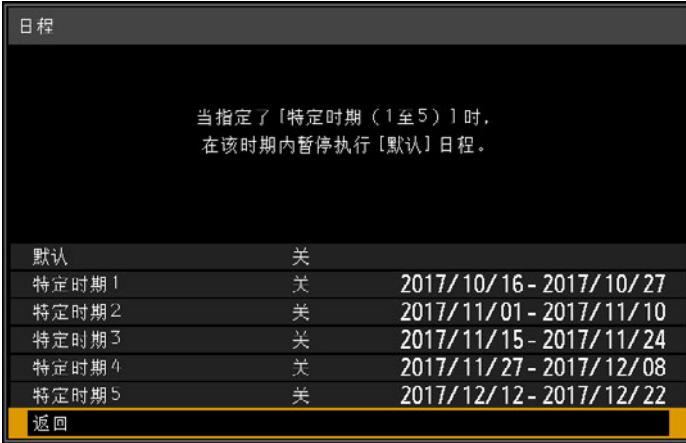 日程
当指定了[特定时期（1至5）]时，
在该时期内暂停执行[默认]日程。
默认 关
特定时期1 关 2017/10/16-2017/10/27
特定时期2 关 2017/11/01-2017/11/10
特定时期3 关 2017/11/15-2017/11/24
特定时期4 关 2017/11/27-2017/12/08
特定时期5 关 2017/12/12-2017/12/22
返回